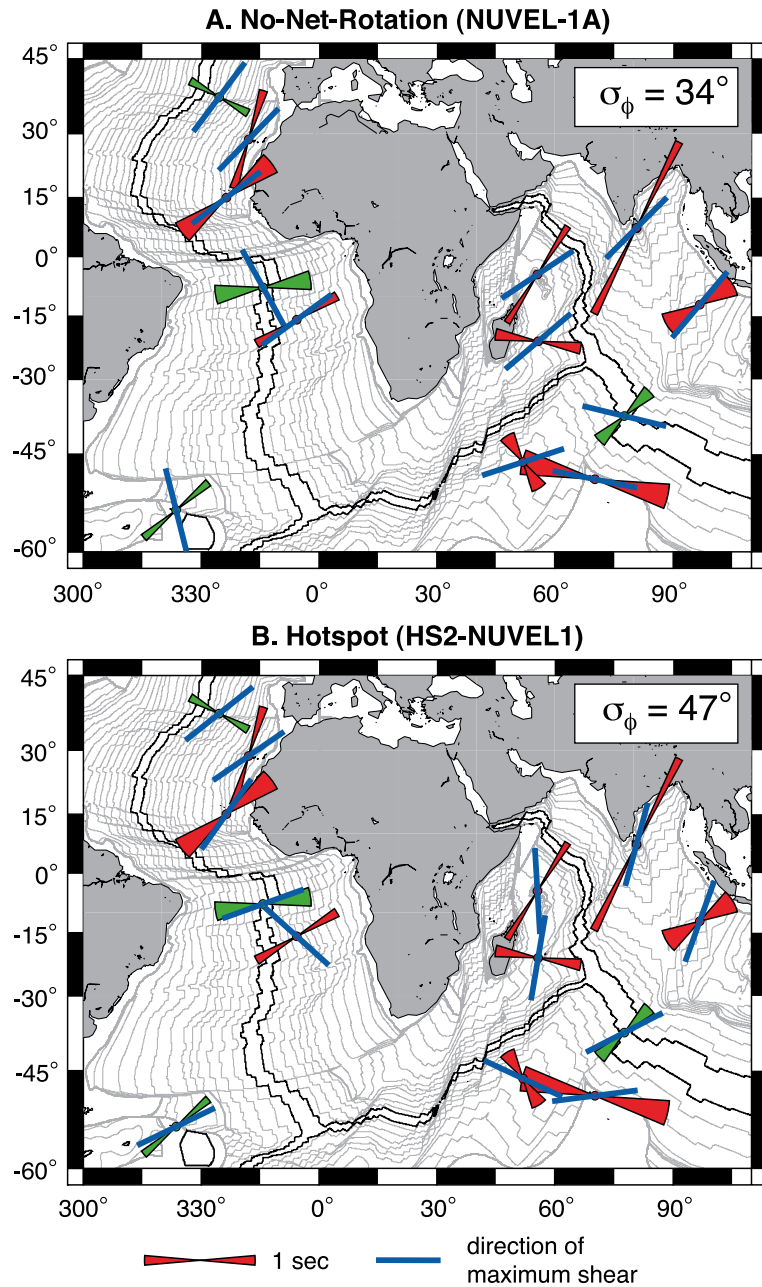 A. No-Net-Rotation (NUVEL-1A)
45°
30°
15°
0°
-15°
-30°
-45°
-60°
σϕ = 34°
300° 330° 0° 30° 60° 90°
B. Hotspot (HS2-NUVEL1)
45°
30°
15°
0°
-15°
-30°
-45°
-60°
σϕ = 47°
300° 330° 0° 30° 60° 90°
1 sec
direction of
maximum shear